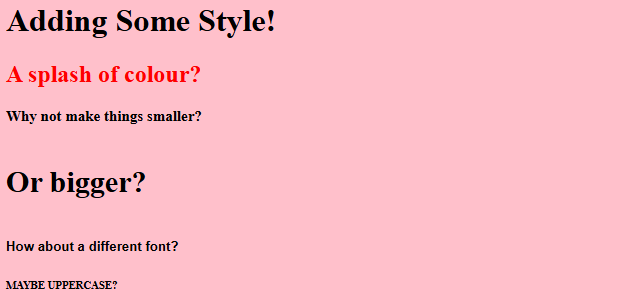 Adding Some Style!
A splash of colour?
Why not make things smaller?
Or bigger?
How about a different font?
MAYBE UPPERCASE?